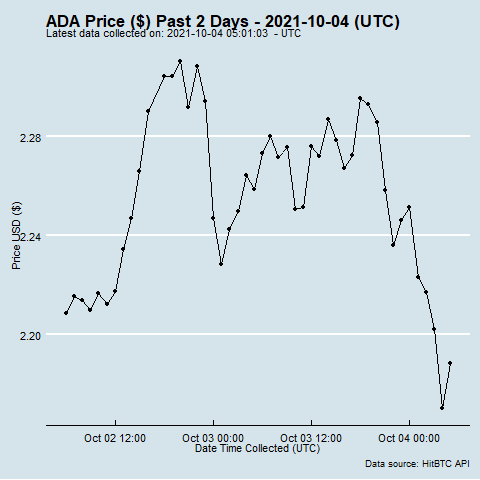 ADA Price ($) Past 2 Days - 2021-10-04 (UTC)
Latest data collected on: 2021-10-04 05:01:03  - UTC
Price USD ($)
2.28
2.24
2.20
Oct 02 12:00
Oct 03 00:00
Oct 03 12:00
Oct 04 00:00
Date Time Collected (UTC)
Data source: HitBTC API